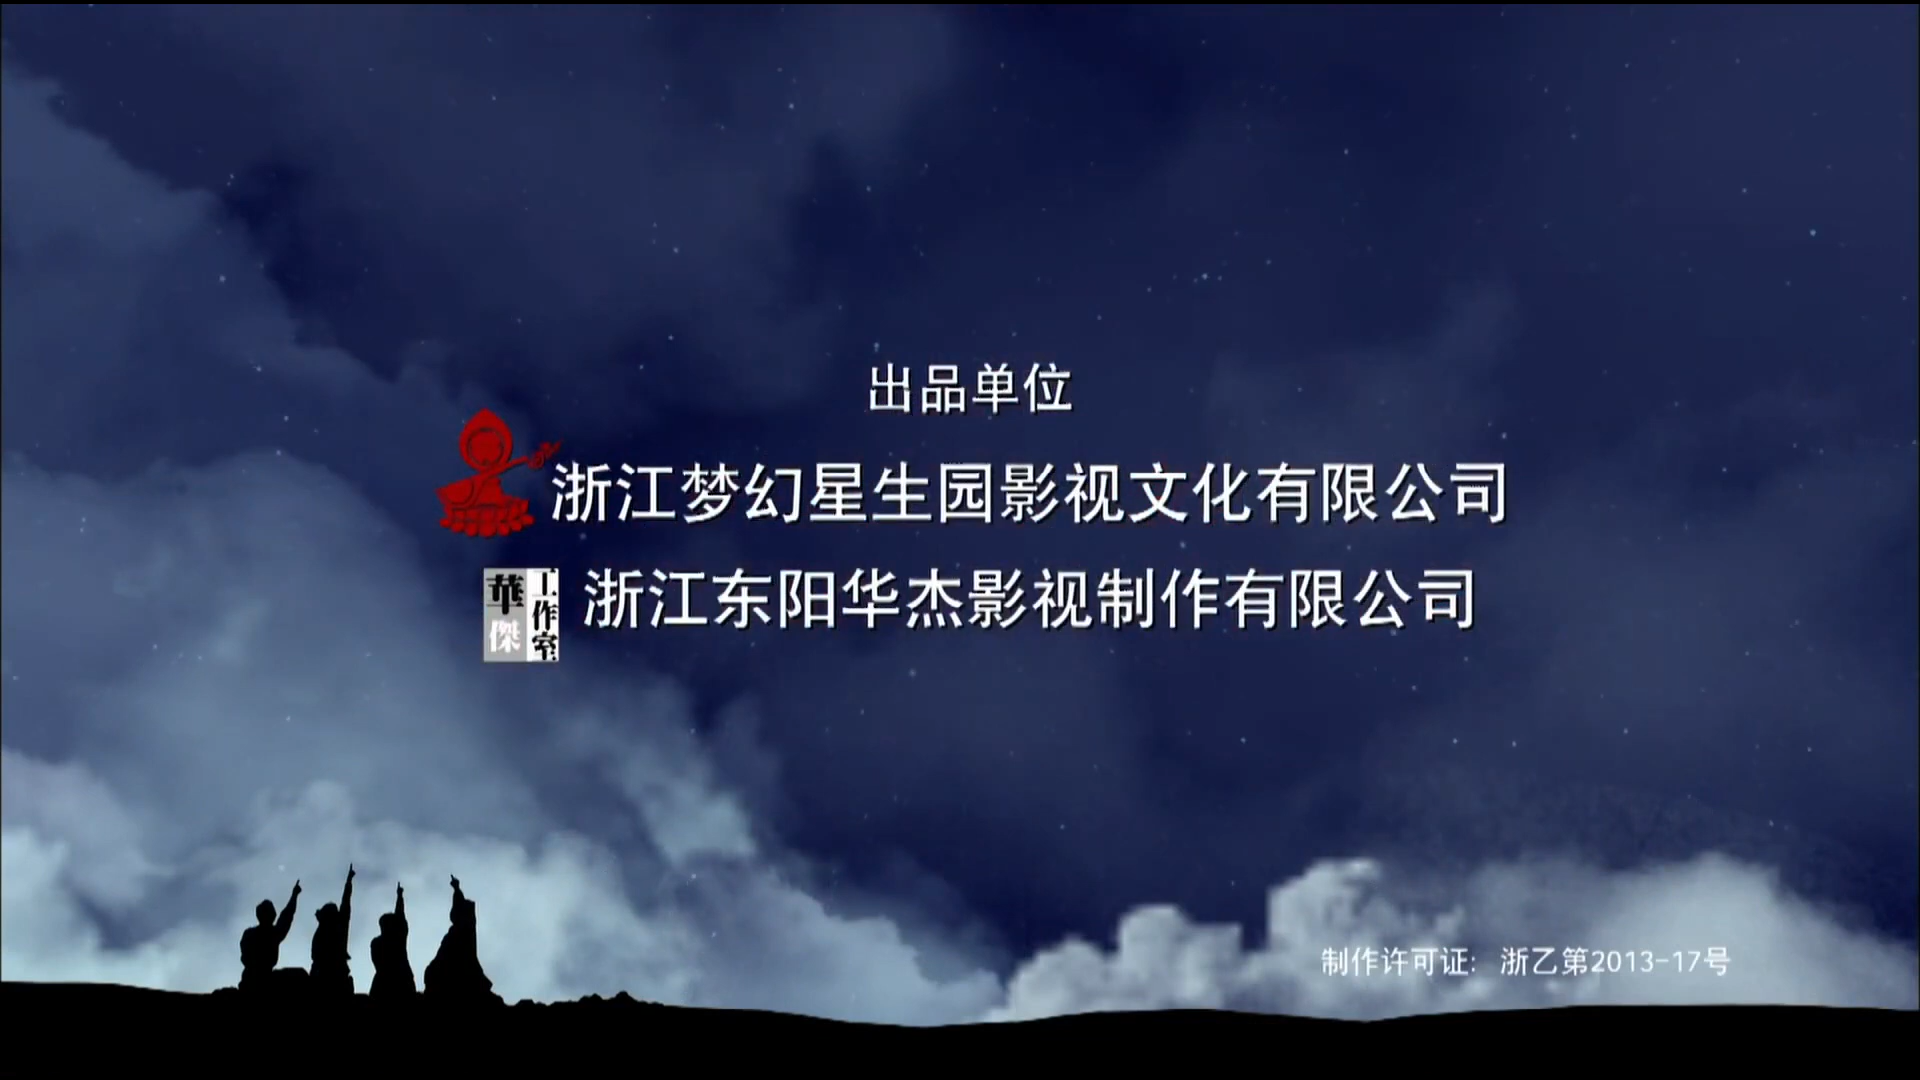 出品单位
浙江梦幻星生园影视文化有限公司
華傑
工作室
浙江东阳华杰影视制作有限公司
制作许可证: 浙乙第2013-17号